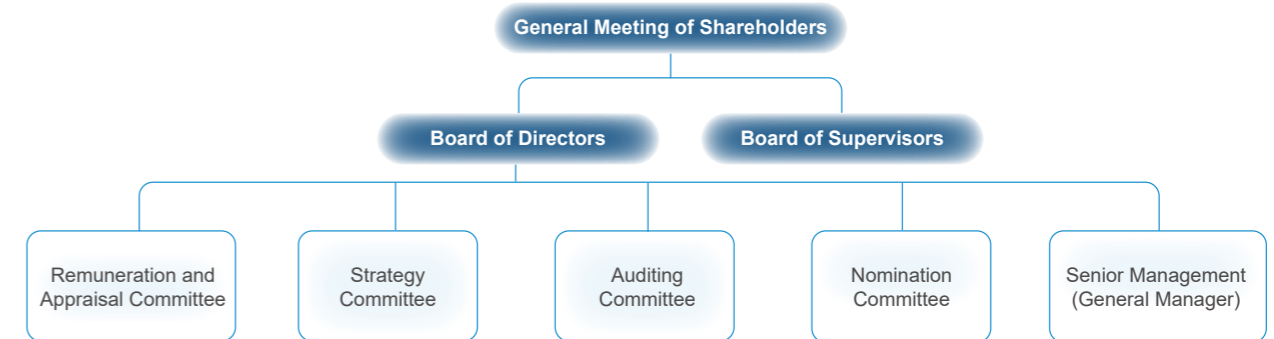 General Meeting of Shareholders
Board of Directors
Board of Supervisors
Remuneration and
Appraisal Committee
Strategy
Committee
Auditing
Committee
Nomination
Committee
Senior Management
(General Manager)